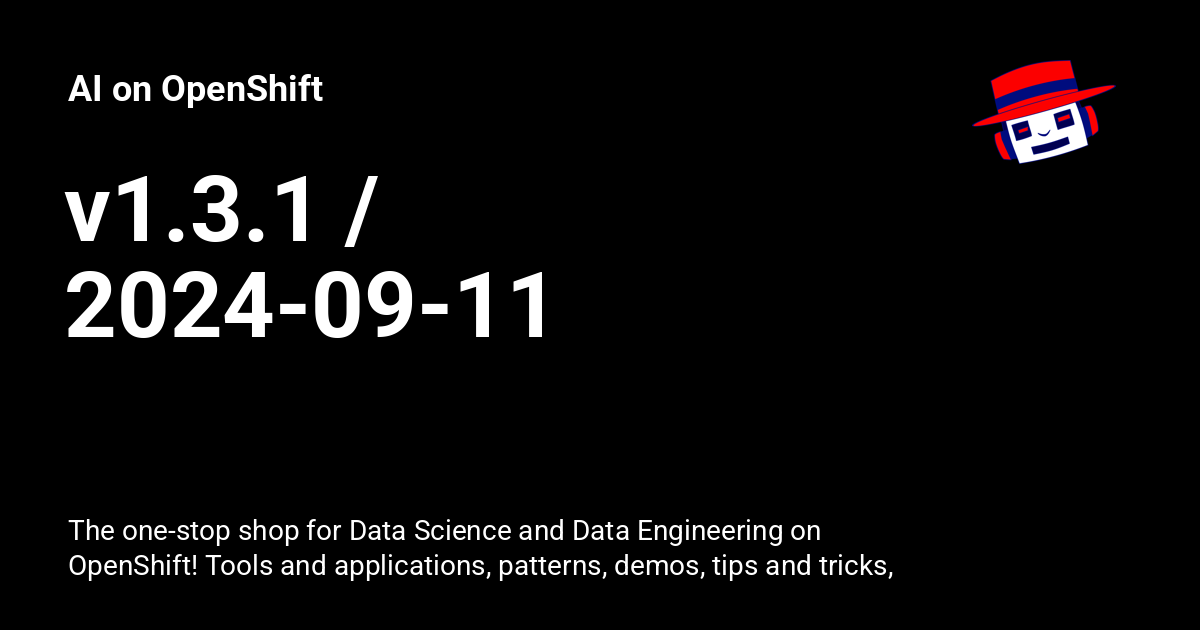 AI on OpenShift
v1.3.1 /
2024-09-11
The one-stop shop for Data Science and Data Engineering on
OpenShift! Tools and applications, patterns, demos, tips and tricks,